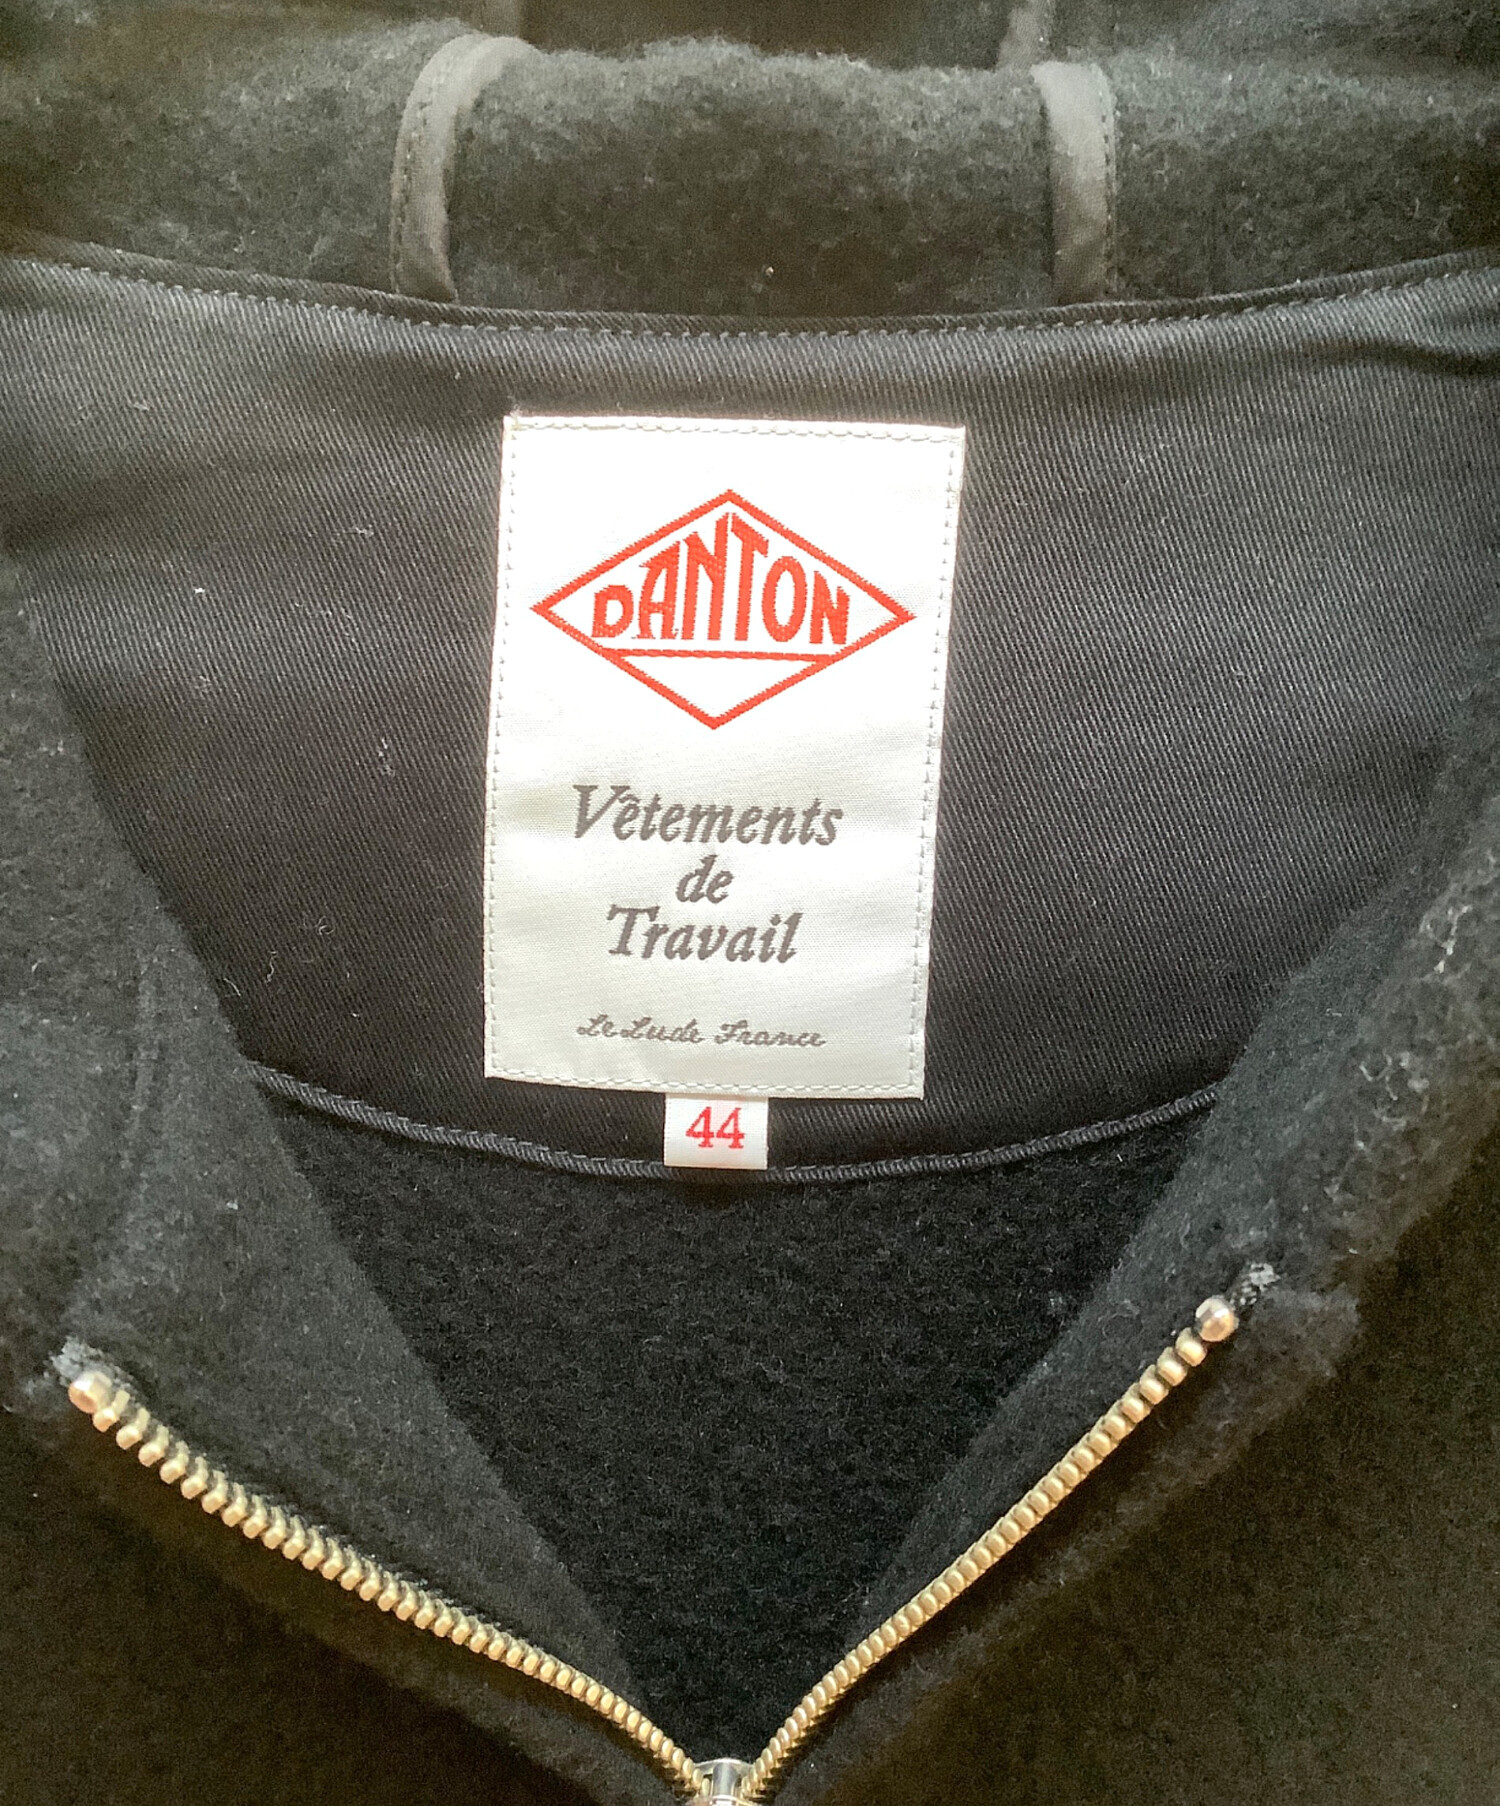 DANTON
Vêtements
de
Travail
Le Lude France
44